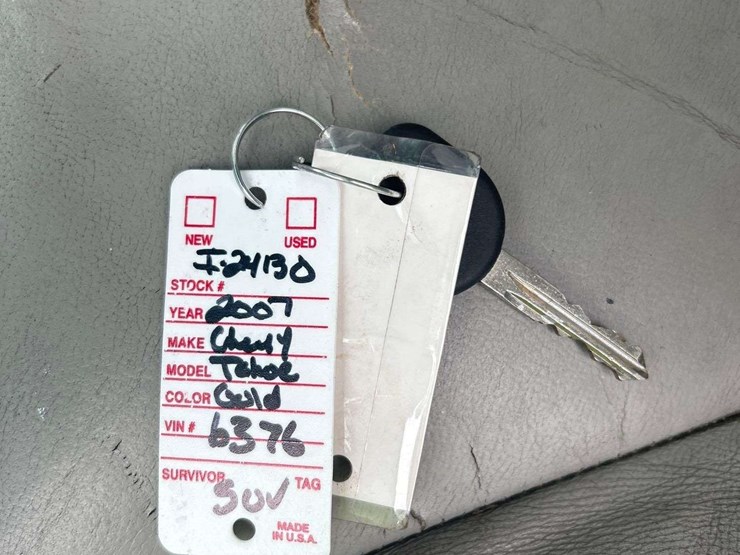 NEW USED
I-24130
STOCK #
YEAR 2007
MAKE Chevy
MODEL Tahoe
COLOR Gold
VIN # 6376
SURVIVOR TAG
SUV
MADE
IN U.S.A.